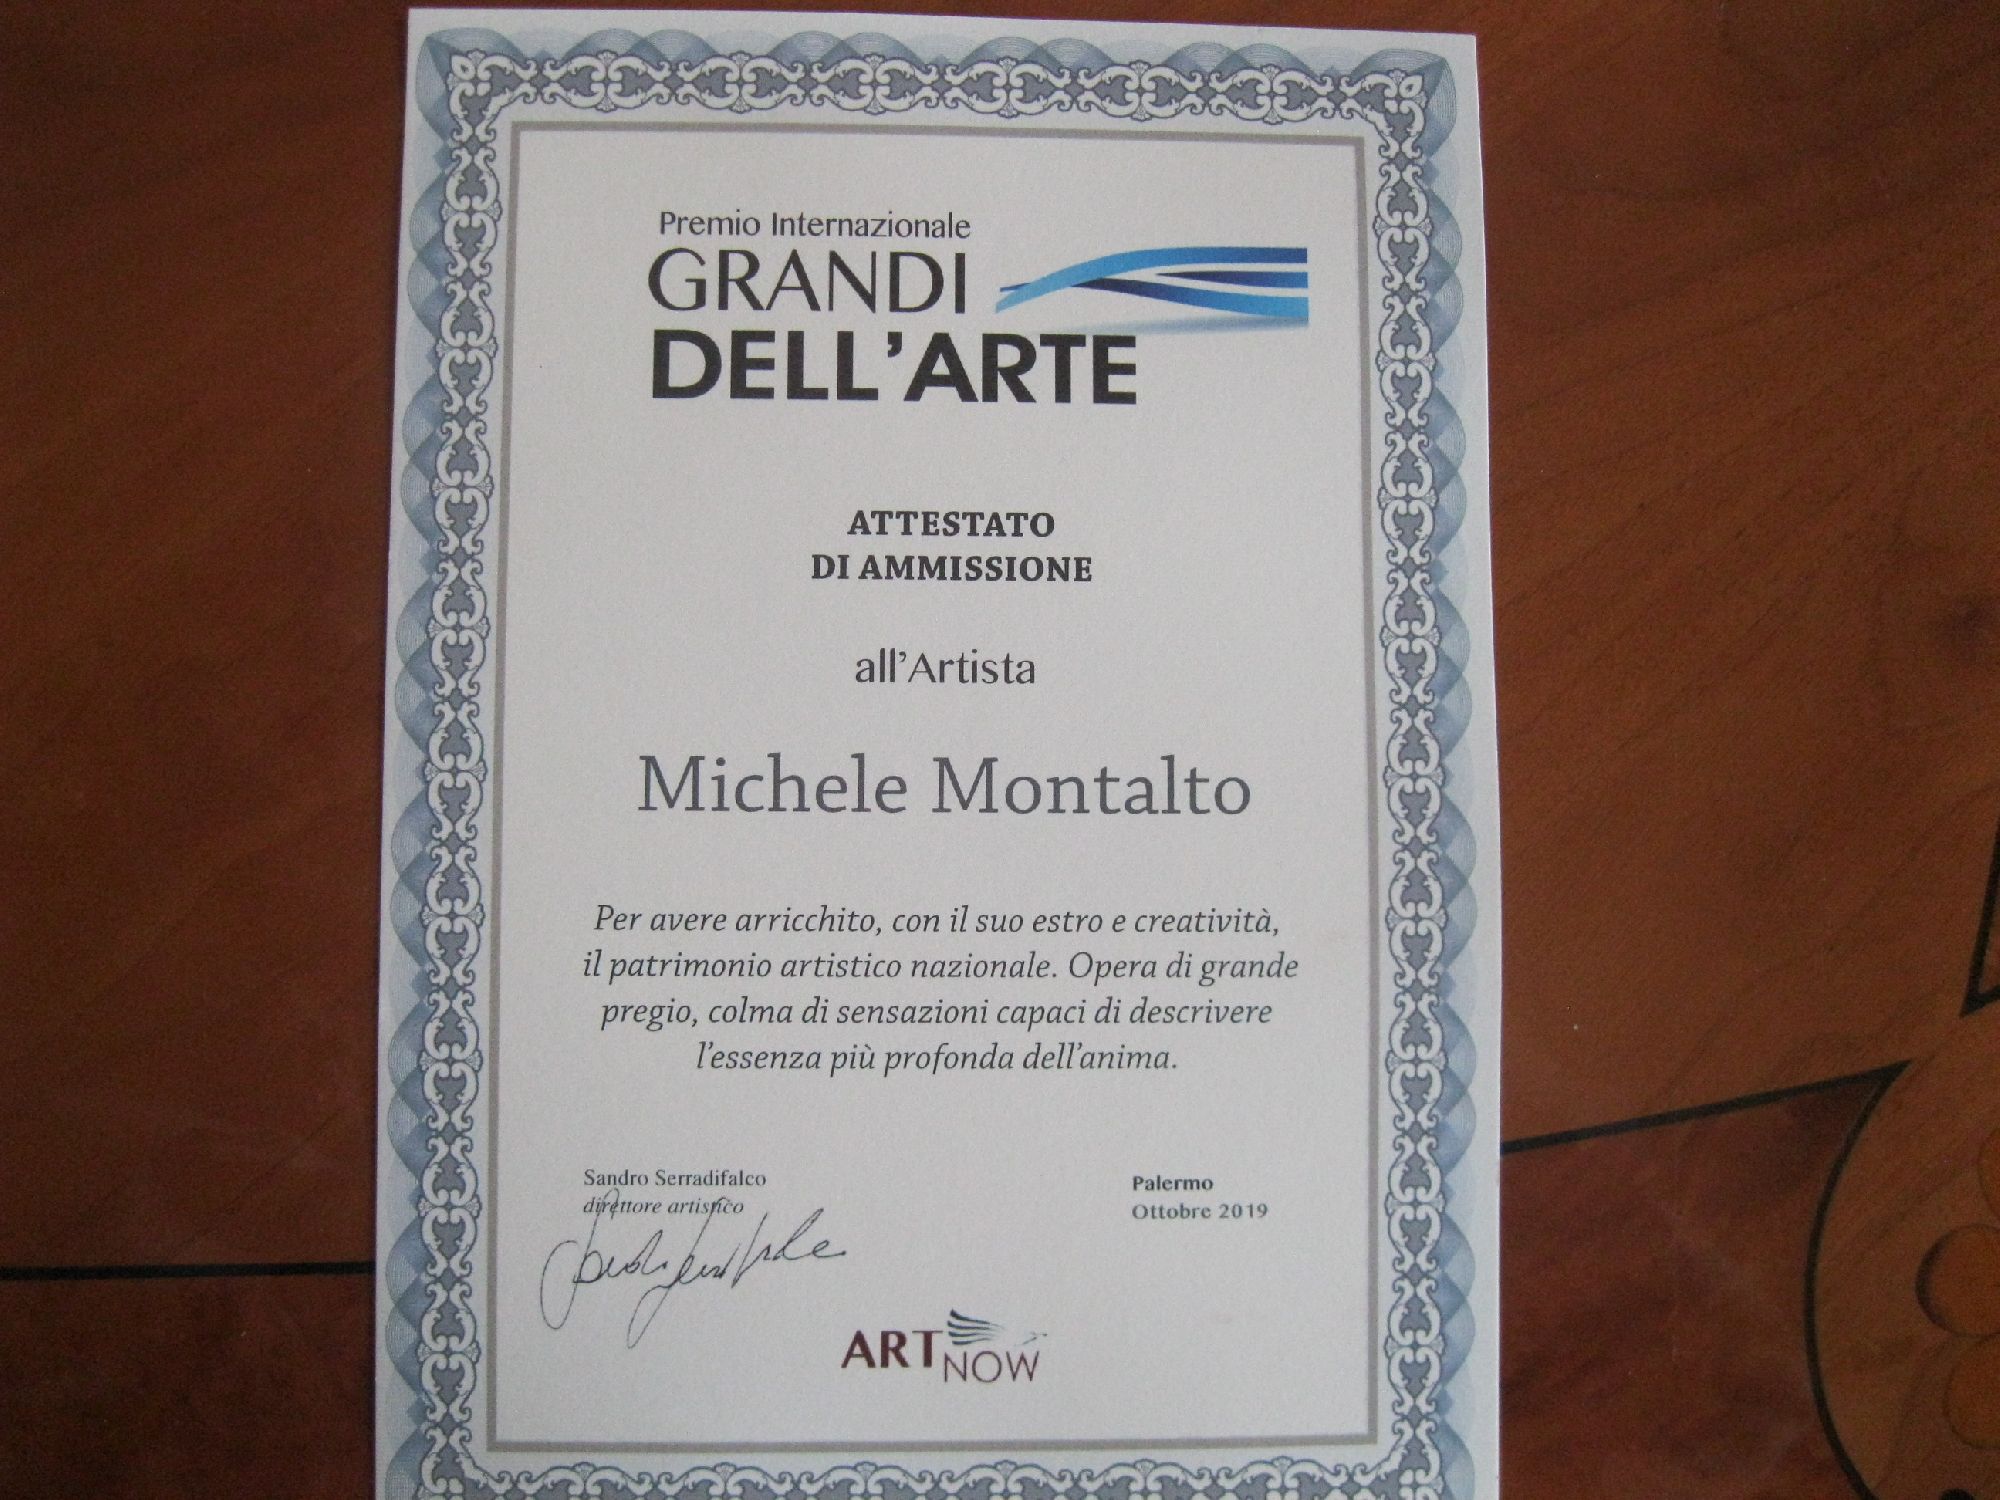 Premio Internazionale
GRANDI
DELL’ARTE
ATTESTATO
DI AMMISSIONE
all’Artista
Michele Montalto
Per avere arricchito, con il suo estro e creatività,
il patrimonio artistico nazionale. Opera di grande
pregio, colma di sensazioni capaci di descrivere
l’essenza più profonda dell’anima.
Sandro Serradifalco
direttore artistico
Palermo
Ottobre 2019
ART NOW